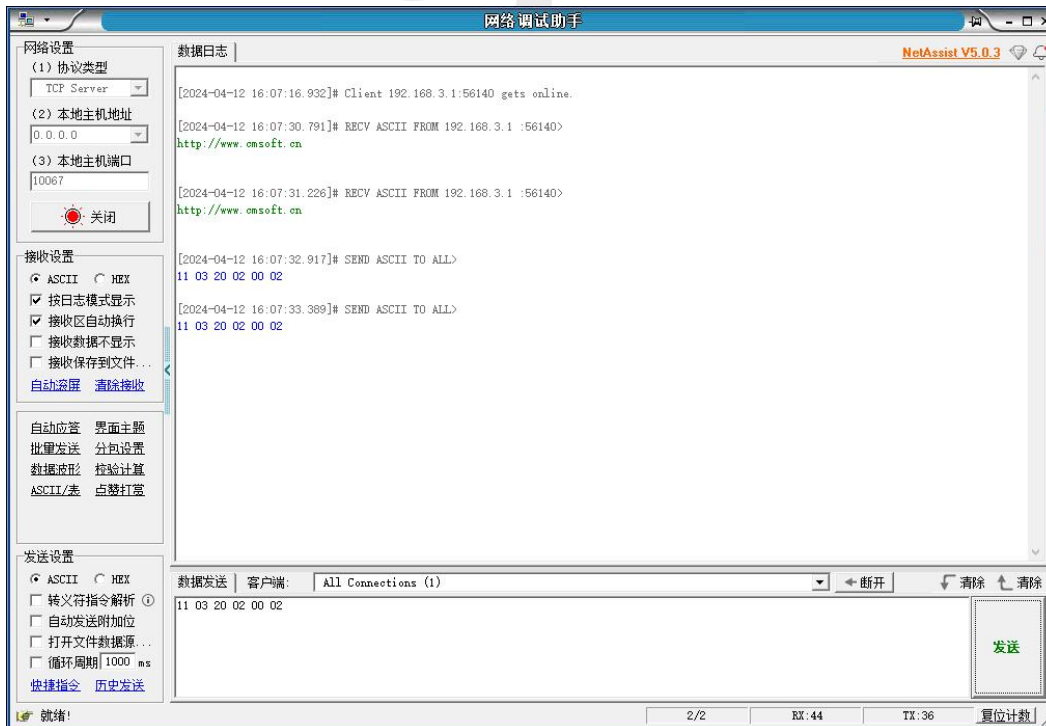 网络调试助手
网络设置
(1) 协议类型
TCP Server
(2) 本地主机地址
0.0.0.0
(3) 本地主机端口
10067
关闭
接收设置
ASCII HEX
按日志模式显示
接收区自动换行
接收数据不显示
接收保存到文件...
自动滚屏 清除接收
自动应答 界面主题
批量发送 分包设置
数据波形 校验计算
ASCII/表 点赞打赏
发送设置
ASCII HEX
转义符指令解析
自动发送附加位
打开文件数据源...
循环周期 1000 ms
快捷指令 历史发送
数据日志
NetAssist V5.0.3
[2024-04-12 16:07:16.932]# Client 192.168.3.1:56140 gets online.
[2024-04-12 16:07:30.791]# RECV ASCII FROM 192.168.3.1 :56140>
http://www.cmsoft.cn
[2024-04-12 16:07:31.226]# RECV ASCII FROM 192.168.3.1 :56140>
http://www.cmsoft.cn
[2024-04-12 16:07:32.917]# SEND ASCII TO ALL>
11 03 20 02 00 02
[2024-04-12 16:07:33.389]# SEND ASCII TO ALL>
11 03 20 02 00 02
数据发送 客户端: All Connections (1) 断开 清除 清除
11 03 20 02 00 02
发送
就绪! 2/2 RX:44 TX:36 复位计数